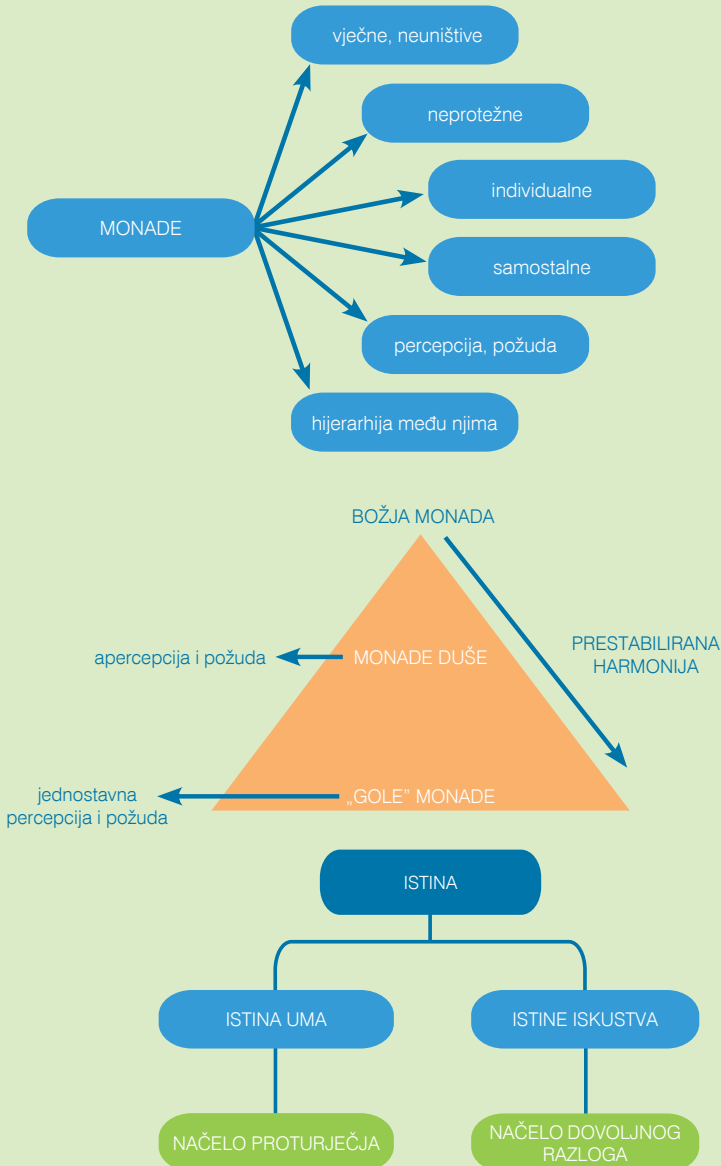 vječne, neuništive
neprotežne
individualne
MONADE
samostalne
percepcija, požuda
hijerarhija među njima
BOŽJA MONADA
PRESTABILIRANA
HARMONIJA
apercepcija i požuda
MONADE DUŠE
jednostavna
percepcija i požuda
„GOLE” MONADE
ISTINA
ISTINA UMA
ISTINE ISKUSTVA
NAČELO PROTURJEČJA
NAČELO DOVOLJNOG
RAZLOGA